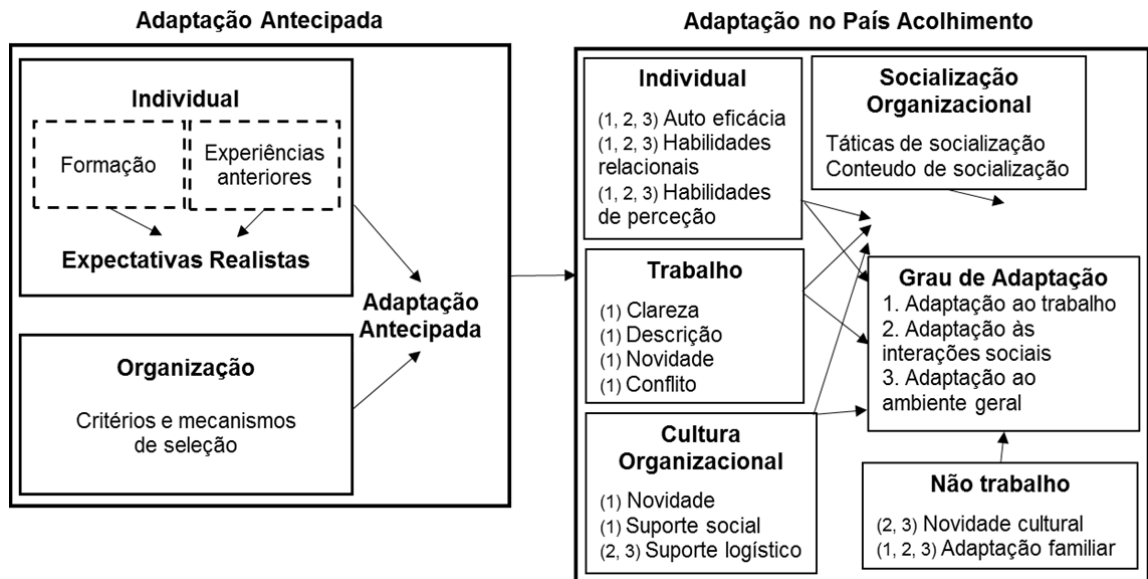 Adaptação Antecipada
Individual
Formação
Experiências
anteriores
Expectativas Realistas
Organização
Critérios e mecanismos
de seleção
Adaptação
Antecipada
Adaptação no País Acolhimento
Individual
(1, 2, 3) Auto eficácia
(1, 2, 3) Habilidades
relacionais
(1, 2, 3) Habilidades
de perceção
Trabalho
(1) Clareza
(1) Descrição
(1) Novidade
(1) Conflito
Cultura
Organizacional
(1) Novidade
(1) Suporte social
(2, 3) Suporte logístico
Socialização
Organizacional
Táticas de socialização
Conteudo de socialização
Grau de Adaptação
1. Adaptação ao trabalho
2. Adaptação às
interações sociais
3. Adaptação ao
ambiente geral
Não trabalho
(2, 3) Novidade cultural
(1, 2, 3) Adaptação familiar